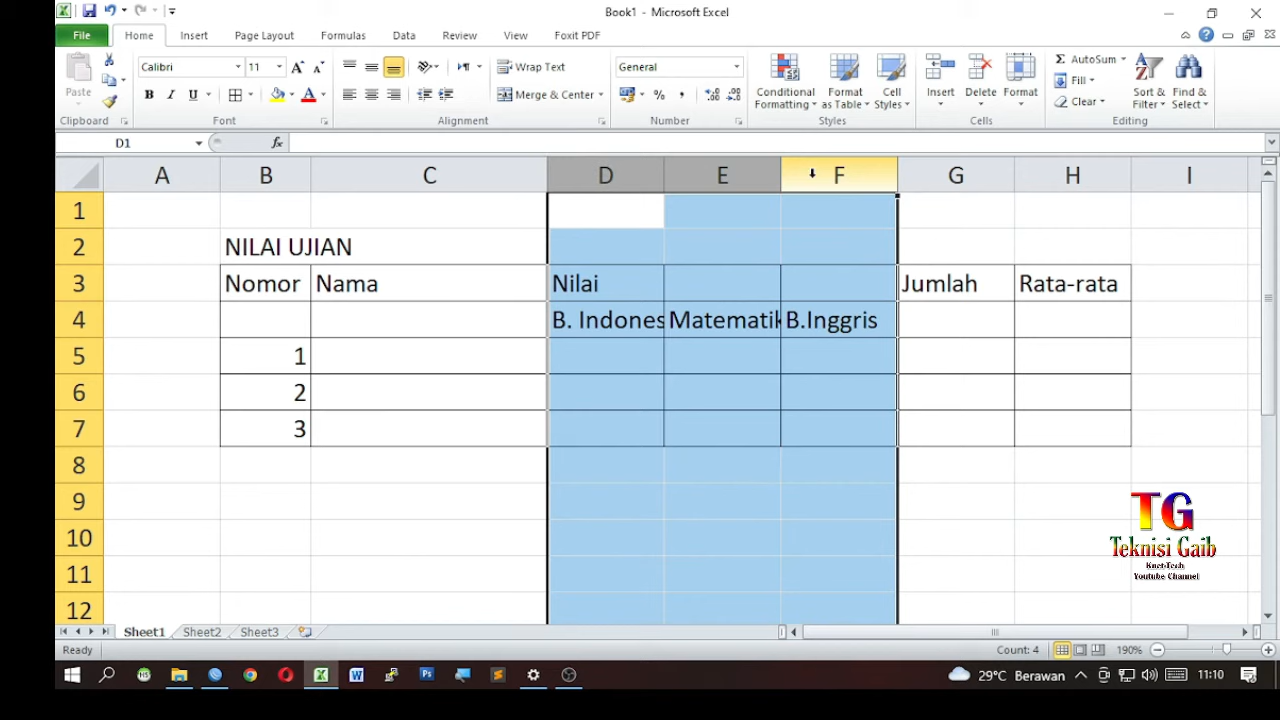 Book1 - Microsoft Excel
File Home Insert Page Layout Formulas Data Review View Foxit PDF
Paste
Clipboard
Calibri 11
B I U A
Font
Wrap Text
Merge & Center
Alignment
General
%
Number
Conditional Formatting
Format as Table
Cell Styles
Styles
Insert
Delete
Format
Cells
AutoSum
Fill
Clear
Sort & Filter
Find & Select
Editing
D1
fx
A B C D E F G H I
1
2 NILAI UJIAN
3 Nomor Nama Nilai Jumlah Rata-rata
4 B. Indones Matematik B.Inggris
5 1
6 2
7 3
8
9
10
11
12
TG
Teknisi Gaib
Knet-Tech
Youtube Channel
Sheet1 Sheet2 Sheet3
Ready Count: 4 190%
29°C Berawan 11:10